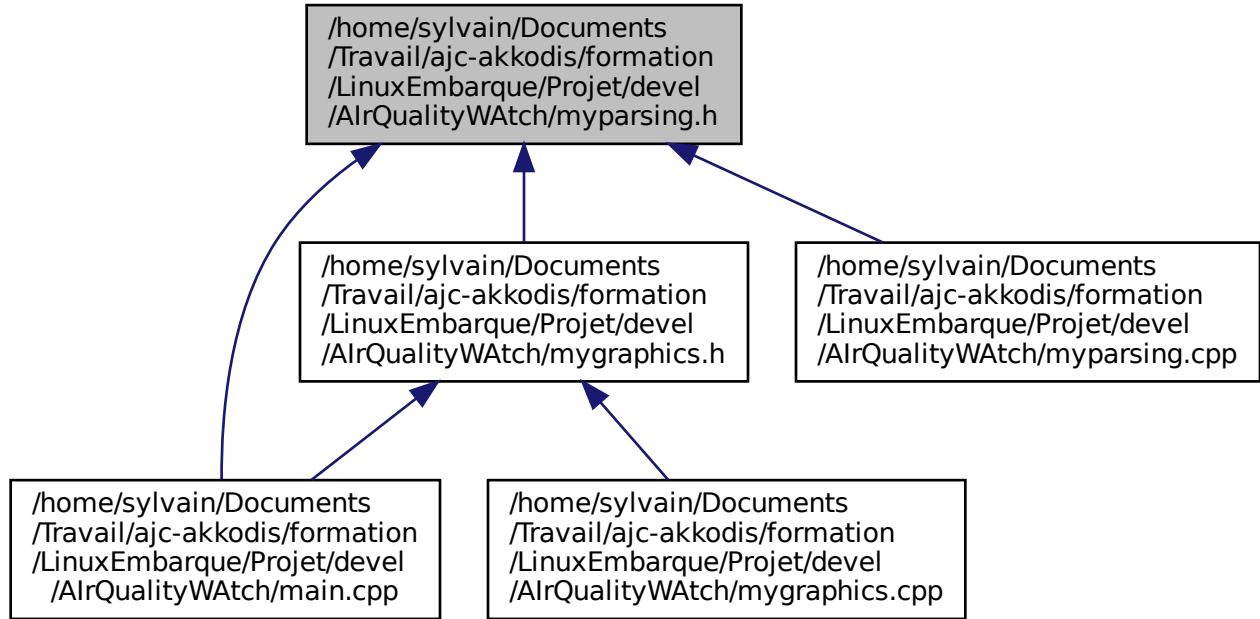 /home/sylvain/Documents
/Travail/ajc-akkodis/formation
/LinuxEmbarque/Projet/devel
/AIrQualityWAtch/myparsing.h
/home/sylvain/Documents
/Travail/ajc-akkodis/formation
/LinuxEmbarque/Projet/devel
/AIrQualityWAtch/mygraphics.h
/home/sylvain/Documents
/Travail/ajc-akkodis/formation
/LinuxEmbarque/Projet/devel
/AIrQualityWAtch/myparsing.cpp
/home/sylvain/Documents
/Travail/ajc-akkodis/formation
/LinuxEmbarque/Projet/devel
/AIrQualityWAtch/main.cpp
/home/sylvain/Documents
/Travail/ajc-akkodis/formation
/LinuxEmbarque/Projet/devel
/AIrQualityWAtch/mygraphics.cpp